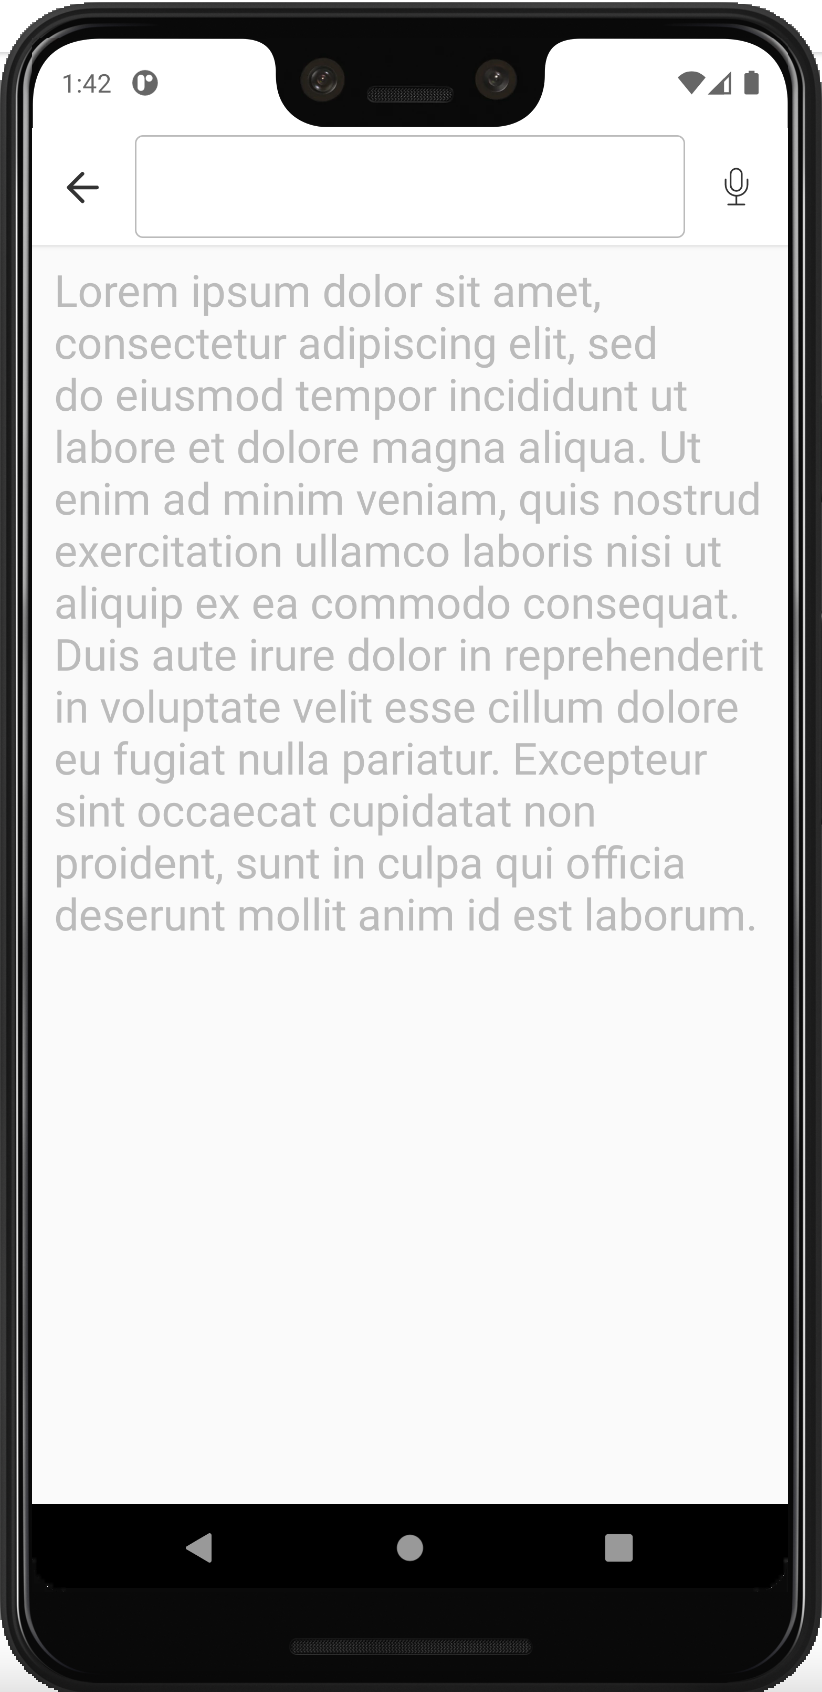 1:42
Lorem ipsum dolor sit amet,
consectetur adipiscing elit, sed
do eiusmod tempor incididunt ut
labore et dolore magna aliqua. Ut
enim ad minim veniam, quis nostrud
exercitation ullamco laboris nisi ut
aliquip ex ea commodo consequat.
Duis aute irure dolor in reprehenderit
in voluptate velit esse cillum dolore
eu fugiat nulla pariatur. Excepteur
sint occaecat cupidatat non
proident, sunt in culpa qui officia
deserunt mollit anim id est laborum.